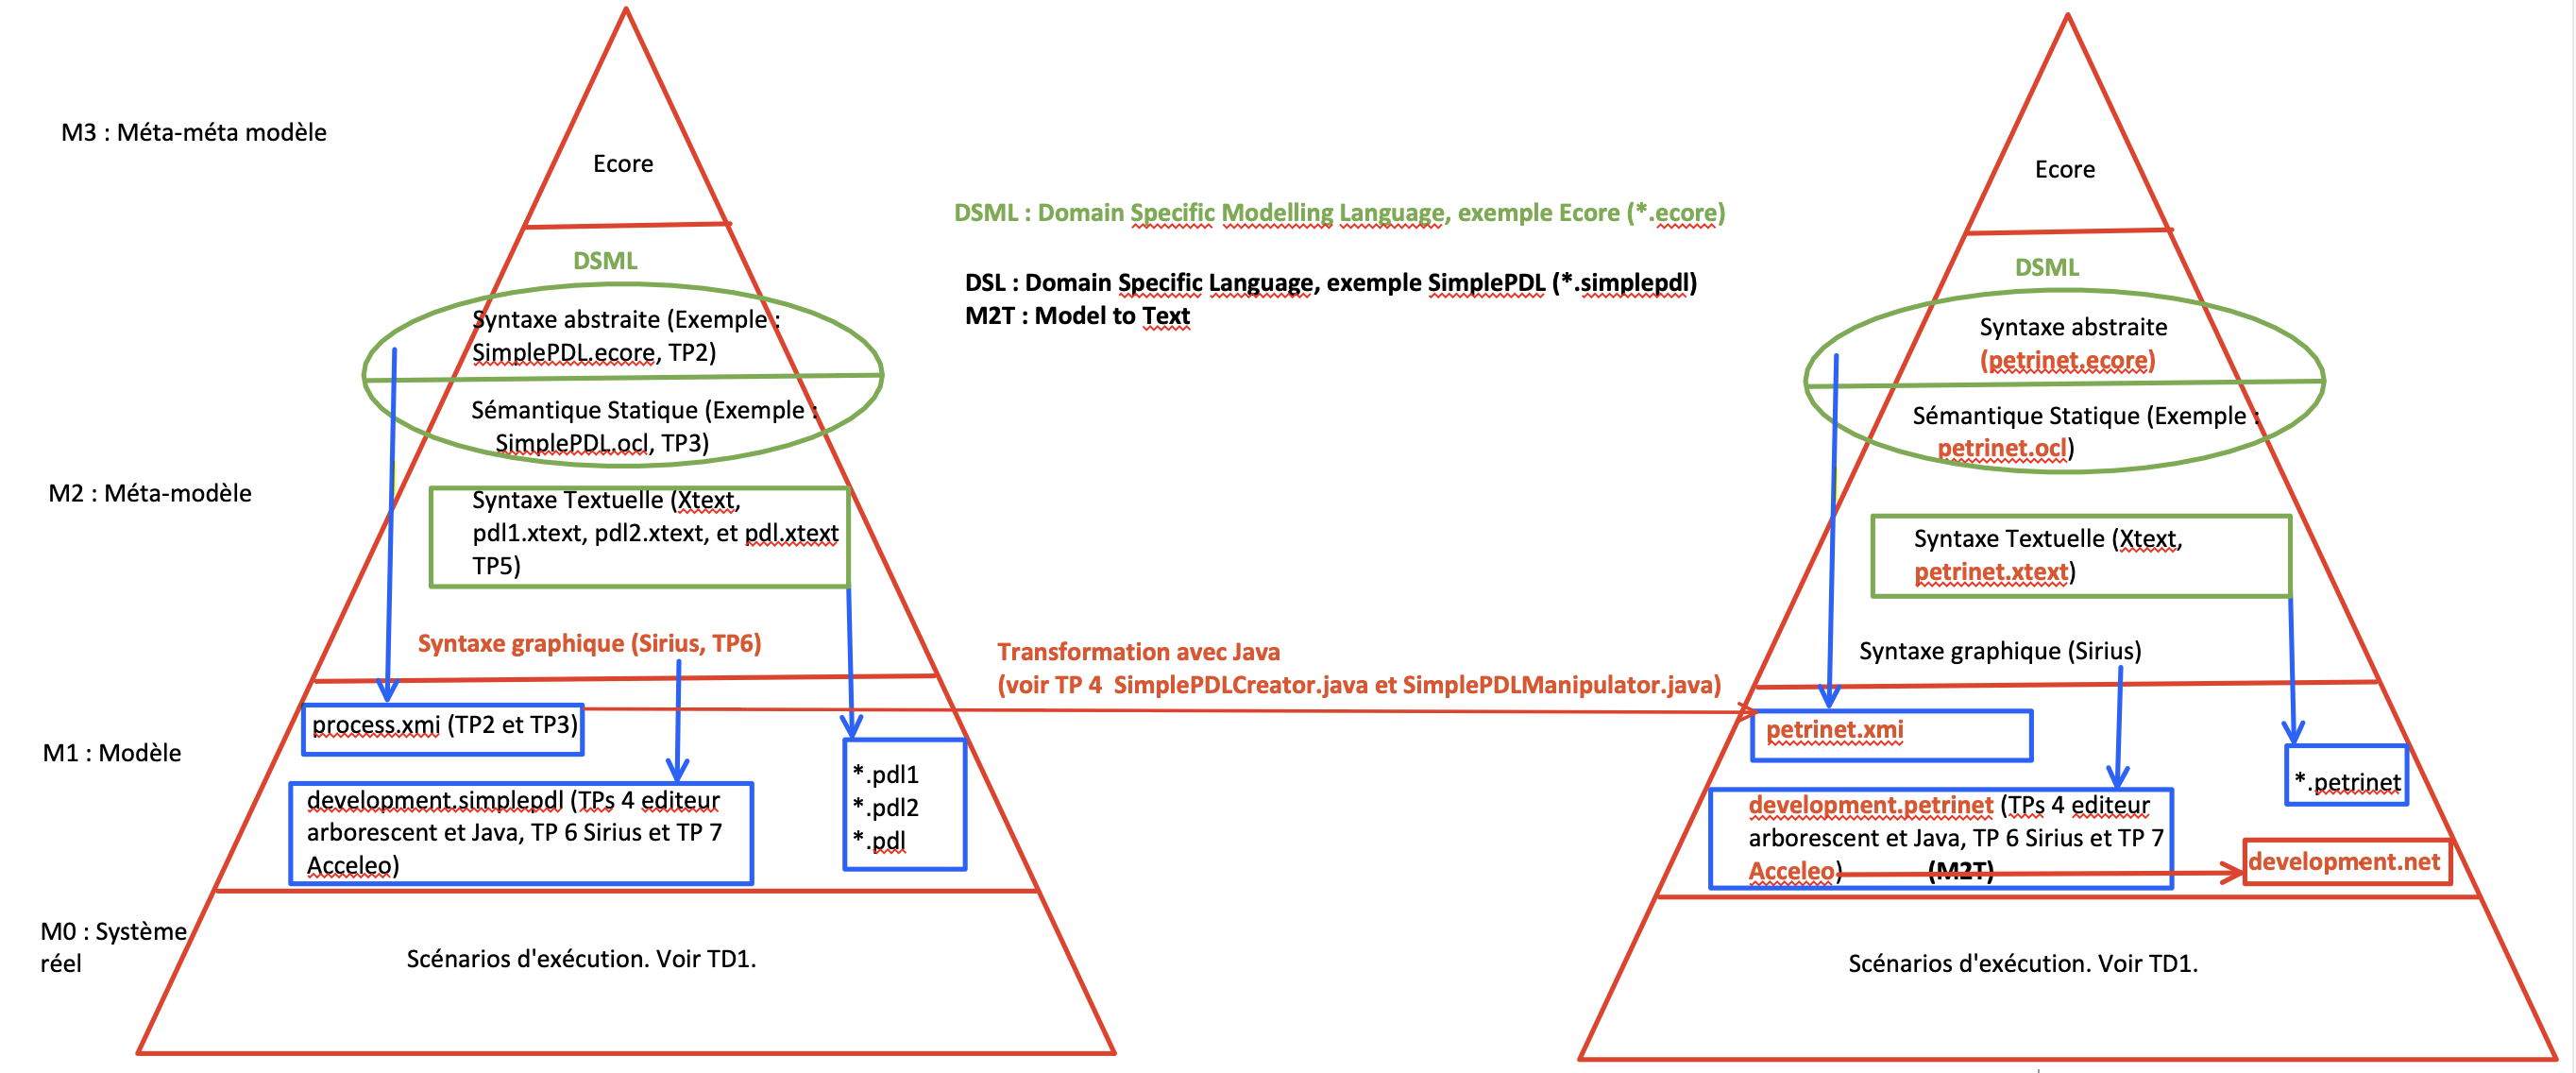 M3 : Méta-méta modèle
Ecore
DSML
Syntaxe abstraite (Exemple :
SimplePDL.ecore, TP2)
Sémantique Statique (Exemple :
SimplePDL.ocl, TP3)
M2 : Méta-modèle
Syntaxe Textuelle (Xtext,
pdl1.xtext, pdl2.xtext, et pdl.xtext
TP5)
Syntaxe graphique (Sirius, TP6)
M1 : Modèle
process.xmi (TP2 et TP3)
development.simplepdl (TPs 4 editeur
arborescent et Java, TP 6 Sirius et TP 7
Acceleo)
*.pdl1
*.pdl2
*.pdl
M0 : Système
réel
Scénarios d'exécution. Voir TD1.
DSML : Domain Specific Modelling Language, exemple Ecore (*.ecore)
DSL : Domain Specific Language, exemple SimplePDL (*.simplepdl)
M2T : Model to Text
Transformation avec Java
(voir TP 4  SimplePDLCreator.java et SimplePDLManipulator.java)
Ecore
DSML
Syntaxe abstraite
(petrinet.ecore)
Sémantique Statique (Exemple :
petrinet.ocl)
Syntaxe Textuelle (Xtext,
petrinet.xtext)
Syntaxe graphique (Sirius)
petrinet.xmi
*.petrinet
development.petrinet (TPs 4 editeur
arborescent et Java, TP 6 Sirius et TP 7
Acceleo) (M2T)
development.net
Scénarios d'exécution. Voir TD1.